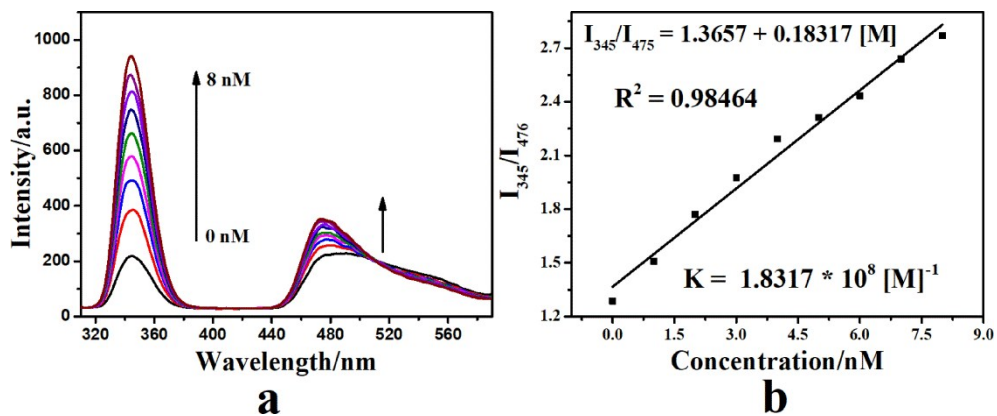 1000
800
600
400
200
0
Intensity/a.u.
8 nM
0 nM
310 360 400 440 480 520 560
Wavelength/nm
a
I345/I475 = 1.3657 + 0.18317 [M]
R² = 0.98464
K = 1.8317 * 10⁸ [M]⁻¹
2.7
2.4
2.1
1.8
1.5
1.2
I345/I476
0.0 1.5 3.0 4.5 6.0 7.5 9.0
Concentration/nM
b